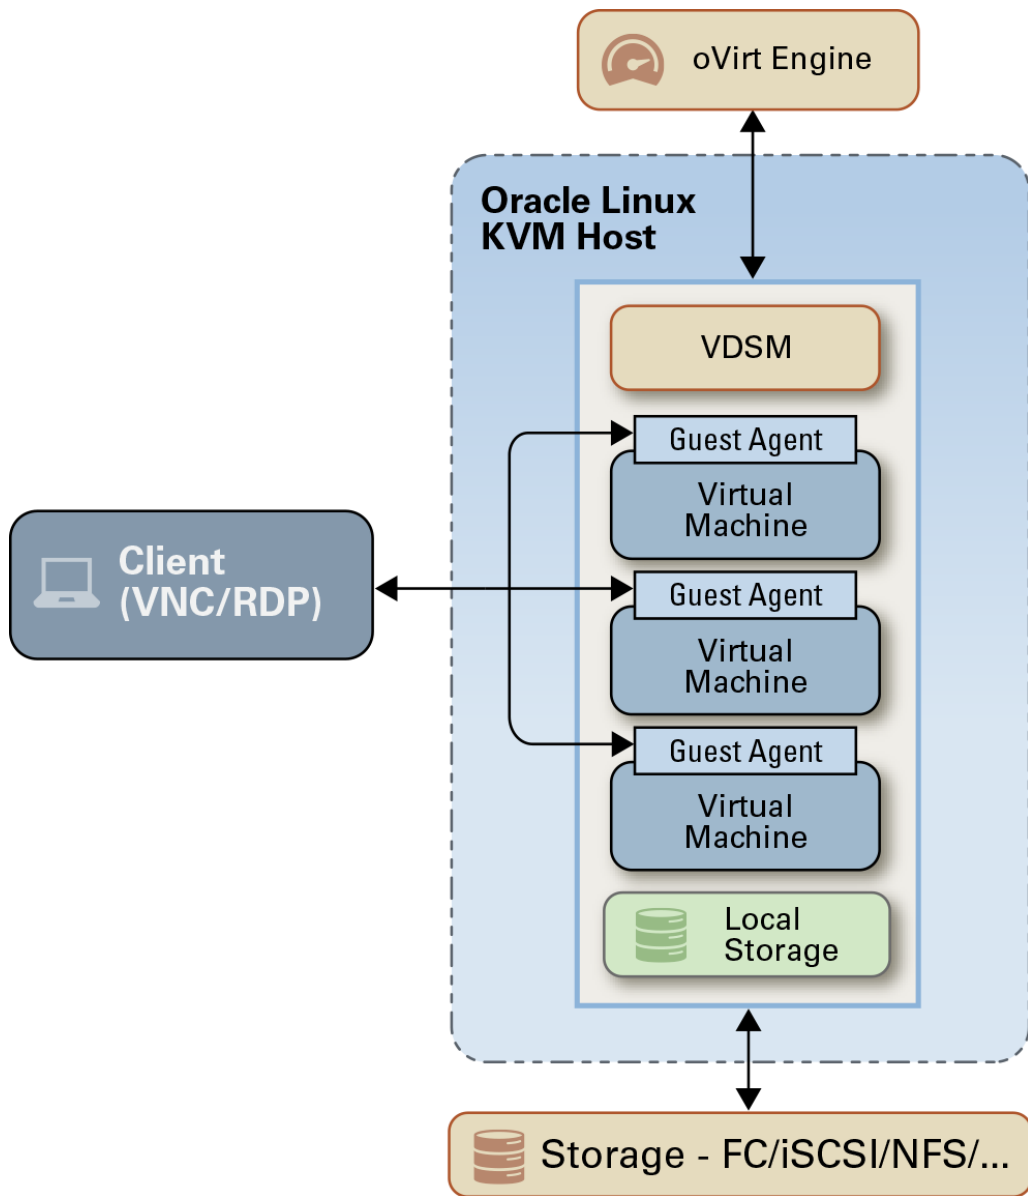 oVirt Engine
Oracle Linux
KVM Host
VDSM
Guest Agent
Virtual
Machine
Client
(VNC/RDP)
Guest Agent
Virtual
Machine
Guest Agent
Virtual
Machine
Local
Storage
Storage - FC/iSCSI/NFS/...